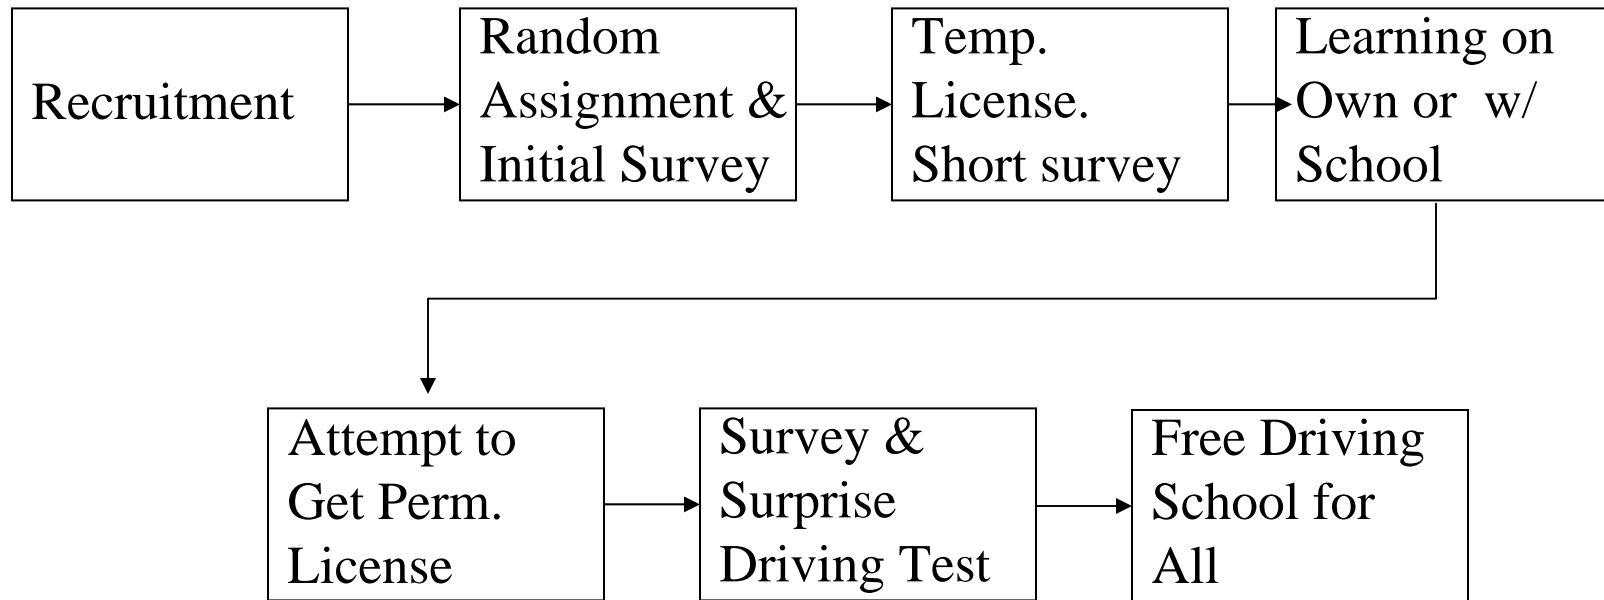 Recruitment
Random
Assignment &
Initial Survey
Temp.
License.
Short survey
Learning on
Own or w/
School
Attempt to
Get Perm.
License
Survey &
Surprise
Driving Test
Free Driving
School for
All